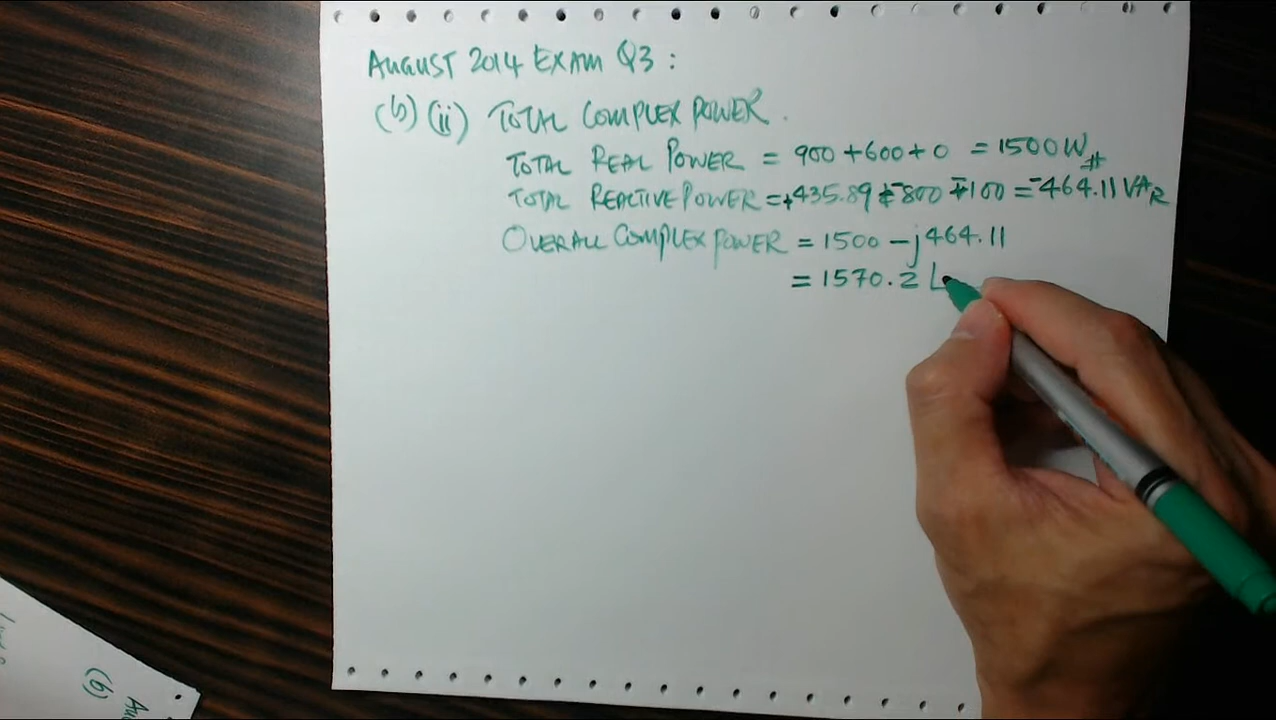 AUGUST 2014 EXAM Q3 :
(b) (ii) TOTAL COMPLEX POWER.
TOTAL REAL POWER = 900 + 600 + 0 = 1500W
TOTAL REACTIVE POWER = +435.89 - 800 - 100 = -464.11 VAR
OVERALL COMPLEX POWER = 1500 - j464.11
= 1570.2 ∠
(b)